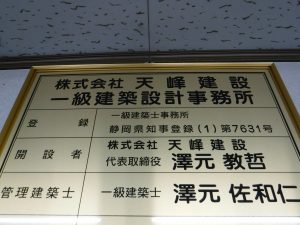 株式会社 天峰建設
一級建築設計事務所
登録 一級建築士事務所
静岡県知事登録(1)第7631号
開設者 株式会社 天峰建設
代表取締役 澤元 教哲
管理建築士 一級建築士 澤元 佐和仁